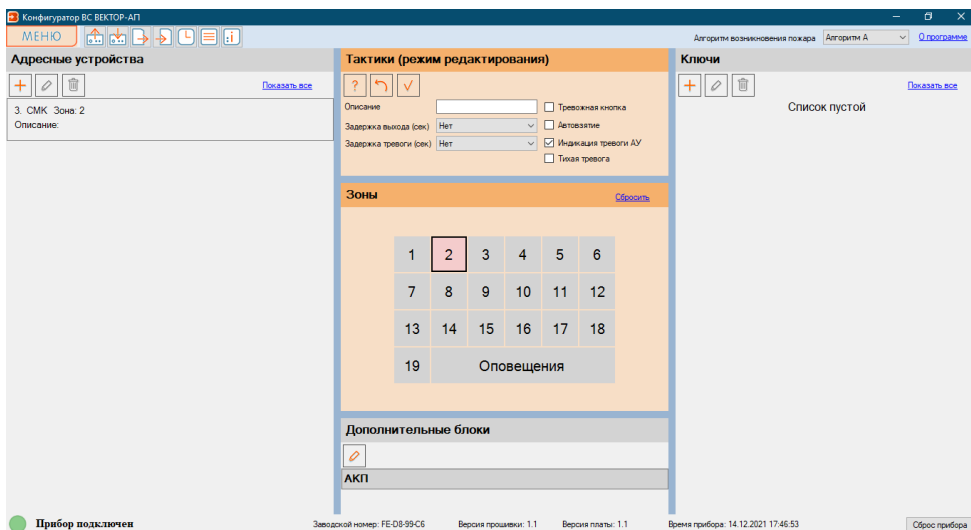 Конфигуратор ВС ВЕКТОР-АП
МЕНЮ
Алгоритм возникновения пожара Алгоритм А О программе
Адресные устройства
Показать все
3. СМК Зона: 2
Описание:
Тактики (режим редактирования)
Описание
Тревожная кнопка
Задержка выхода (сек) Нет
Автовзятие
Задержка тревоги (сек) Нет
Индикация тревоги АУ
Тихая тревога
Зоны Сбросить
1 2 3 4 5 6
7 8 9 10 11 12
13 14 15 16 17 18
19 Оповещения
Дополнительные блоки
АКП
Ключи
Показать все
Список пустой
Прибор подключен Заводской номер: FE-D8-99-C6 Версия прошивки: 1.1 Версия платы: 1.1 Время прибора: 14.12.2021 17:46:53 Сброс прибора